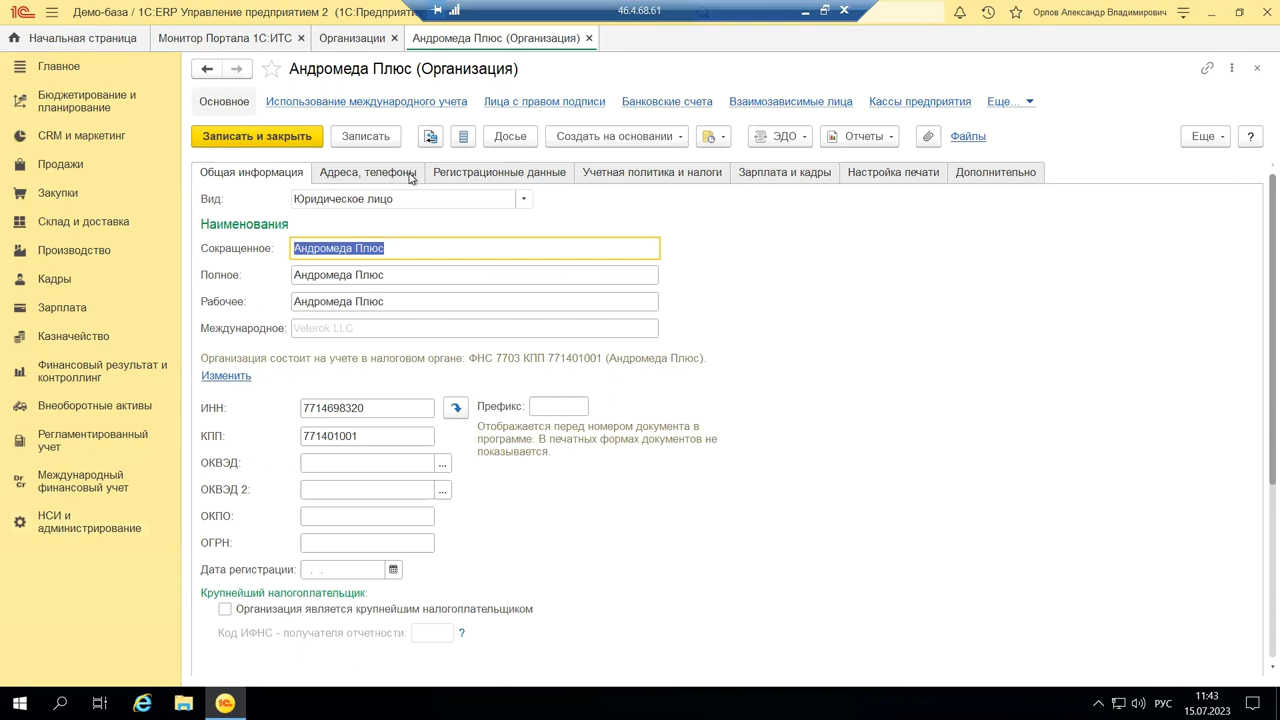 Демо-база / 1С:ERP Управление предприятием 2 (1С:Предприятие
46.4.68.61
Орлов Александр Владимирович
Начальная страница
Монитор Портала 1С:ИТС
Организации
Андромеда Плюс (Организация)
Главное
Бюджетирование и
планирование
CRM и маркетинг
Продажи
Закупки
Склад и доставка
Производство
Кадры
Зарплата
Казначейство
Финансовый результат и
контроллинг
Внеоборотные активы
Регламентированный
учет
Dr
Cr
Международный
финансовый учет
НСИ и
администрирование
Андромеда Плюс (Организация)
Основное
Использование международного учета
Лица с правом подписи
Банковские счета
Взаимозависимые лица
Кассы предприятия
Еще...
Записать и закрыть
Записать
Досье
Создать на основании
ЭДО
Отчеты
Файлы
Еще
?
Общая информация
Адреса, телефоны
Регистрационные данные
Учетная политика и налоги
Зарплата и кадры
Настройка печати
Дополнительно
Вид: Юридическое лицо
Наименования
Сокращенное: Андромеда Плюс
Полное: Андромеда Плюс
Рабочее: Андромеда Плюс
Международное: Veterok LLC
Организация состоит на учете в налоговом органе: ФНС 7703 КПП 771401001 (Андромеда Плюс).
Изменить
ИНН: 7714698320
Префикс:
Отображается перед номером документа в
программе. В печатных формах документов не
показывается.
КПП: 771401001
ОКВЭД: ...
ОКВЭД 2: ...
ОКПО:
ОГРН:
Дата регистрации: . .
Крупнейший налогоплательщик:
Организация является крупнейшим налогоплательщиком
Код ИФНС - получателя отчетности: ?
РУС
11:43
15.07.2023